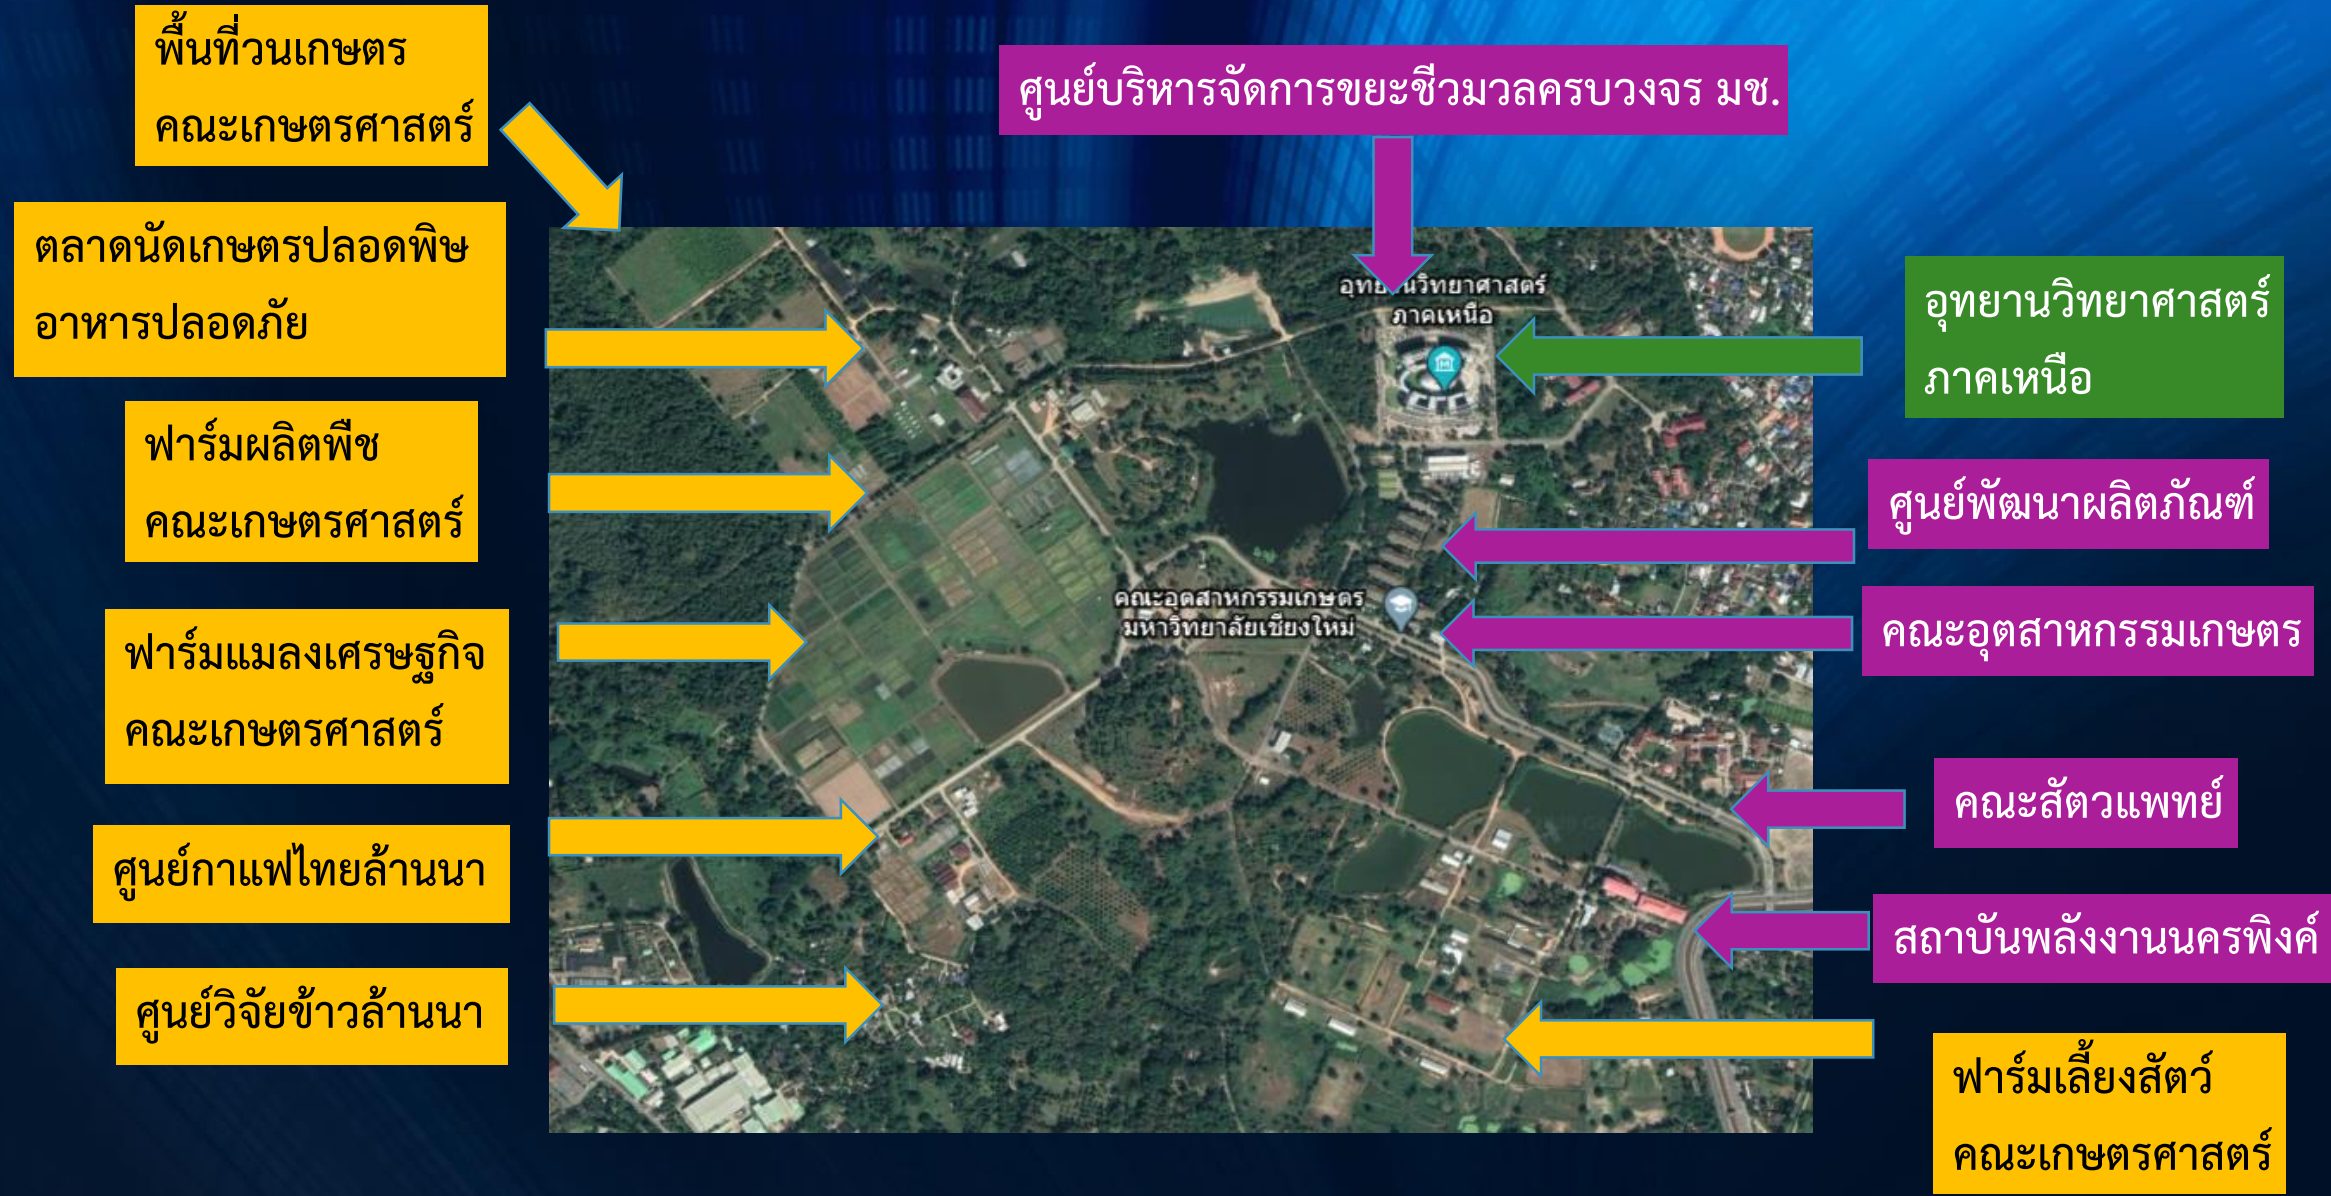 พื้นที่วนเกษตร
คณะเกษตรศาสตร์
ศูนย์บริหารจัดการขยะชีวมวลครบวงจร มช.
ตลาดนัดเกษตรปลอดพิษ
อาหารปลอดภัย
ฟาร์มผลิตพืช
คณะเกษตรศาสตร์
ฟาร์มแมลงเศรษฐกิจ
คณะเกษตรศาสตร์
ศูนย์กาแฟไทยล้านนา
ศูนย์วิจัยข้าวล้านนา
อุทยานวิทยาศาสตร์
ภาคเหนือ
คณะอุตสาหกรรมเกษตร
มหาวิทยาลัยเชียงใหม่
อุทยานวิทยาศาสตร์
ภาคเหนือ
ศูนย์พัฒนาผลิตภัณฑ์
คณะอุตสาหกรรมเกษตร
คณะสัตวแพทย์
สถาบันพลังงานนครพิงค์
ฟาร์มเลี้ยงสัตว์
คณะเกษตรศาสตร์